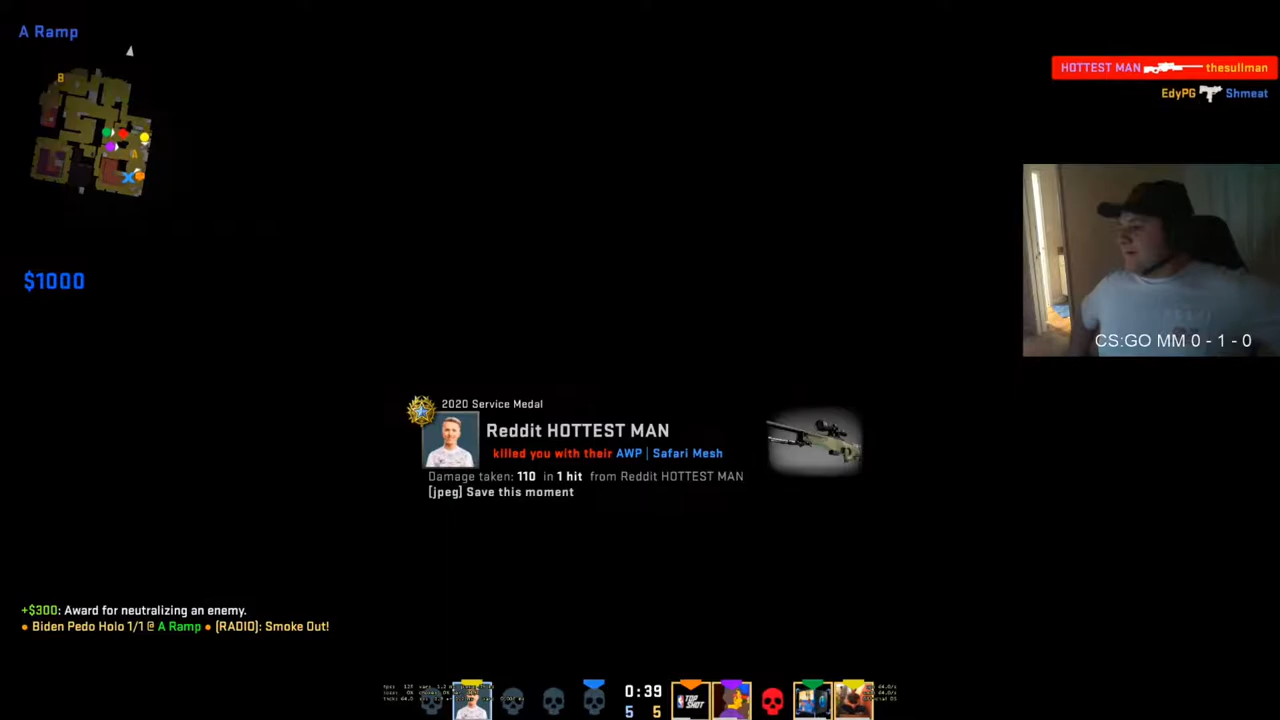 A Ramp
B
A
HOTTEST MAN thesullman
EdyPG Shmeat
$1000
CS:GO MM 0 - 1 - 0
2020 Service Medal
Reddit HOTTEST MAN
killed you with their AWP | Safari Mesh
Damage taken: 110 in 1 hit from Reddit HOTTEST MAN
[jpeg] Save this moment
+$300: Award for neutralizing an enemy.
Biden Pedo Holo 1/1 @ A Ramp (RADIO): Smoke Out!
0:39
5 5
TOP SHOT